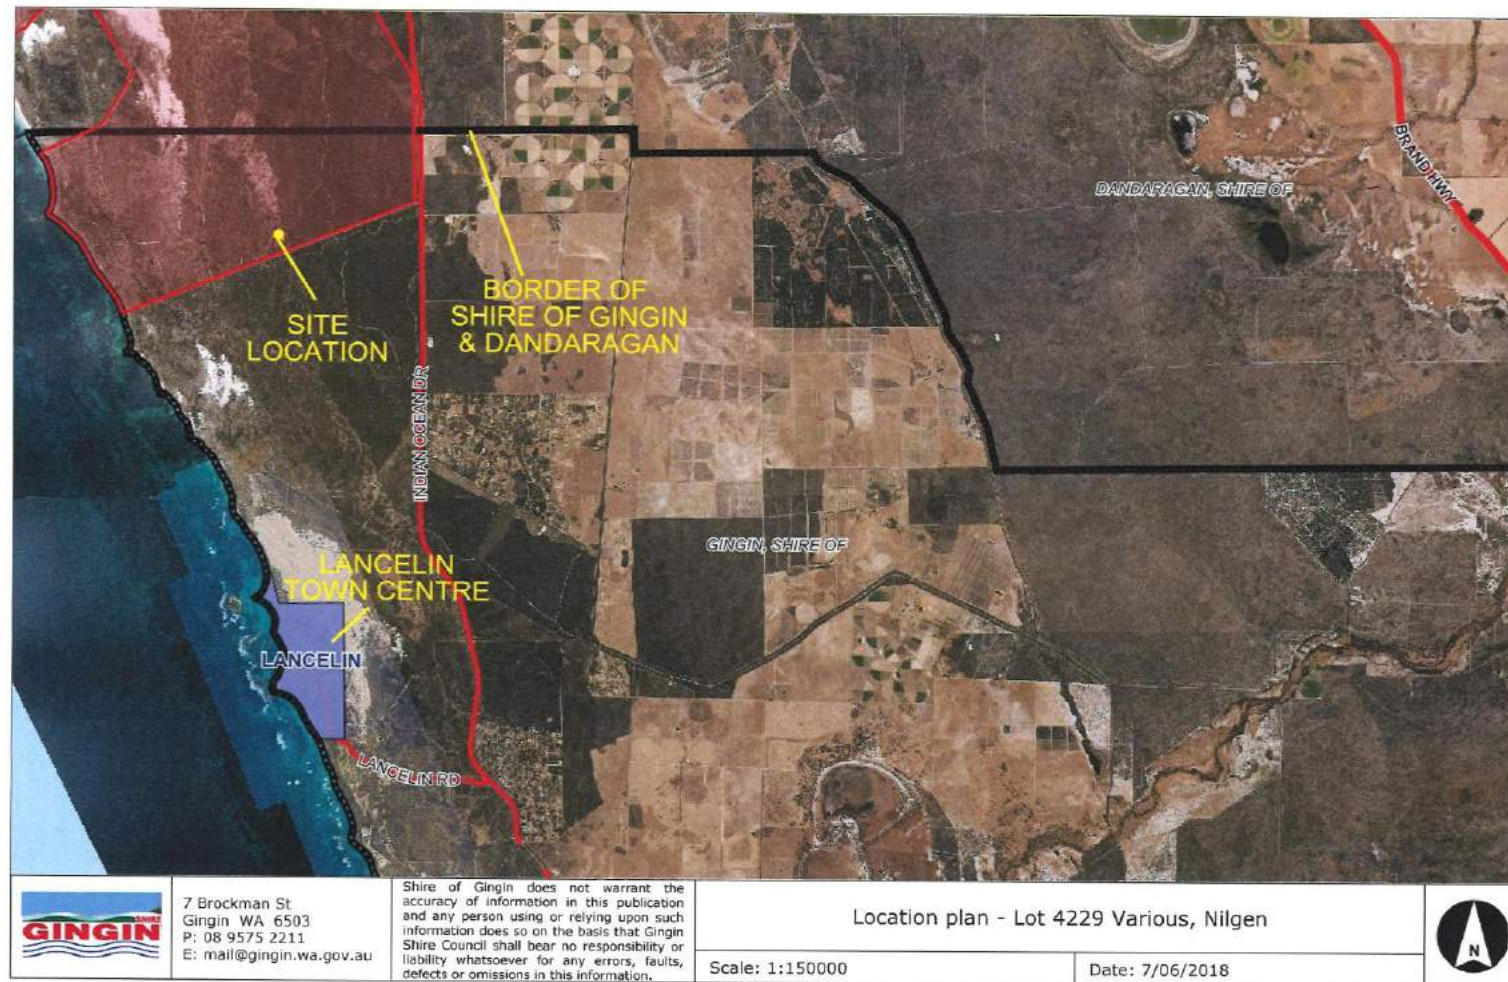 BRAND HWY
DANDARAGAN, SHIRE OF
BORDER OF
SHIRE OF GINGIN
& DANDARAGAN
SITE
LOCATION
INDIAN OCEAN DR
GINGIN, SHIRE OF
LANCELIN
TOWN CENTRE
LANCELIN
LANCELIN RD
SHIRE
GINGIN
7 Brockman St
Gingin WA 6503
P: 08 9575 2211
E: mail@gingin.wa.gov.au
Shire of Gingin does not warrant the
accuracy of information in this publication
and any person using or relying upon such
information does so on the basis that Gingin
Shire Council shall bear no responsibility or
liability whatsoever for any errors, faults,
defects or omissions in this information.
Location plan - Lot 4229 Various, Nilgen
Scale: 1:150000
Date: 7/06/2018
N